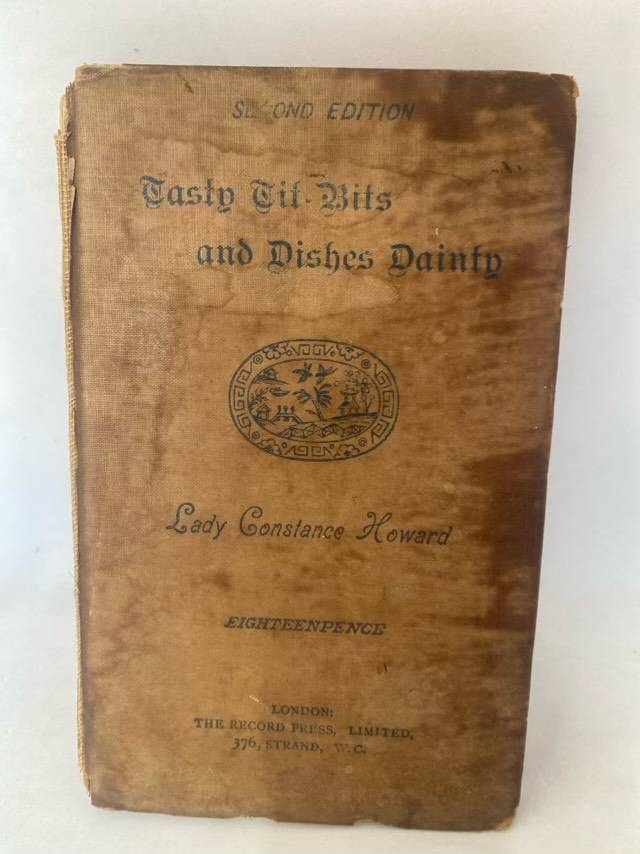 SECOND EDITION
Tasty Tit-Bits
and Dishes Dainty
Lady Constance Howard
EIGHTEENPENCE
LONDON:
THE RECORD PRESS, LIMITED,
376, STRAND, W.C.